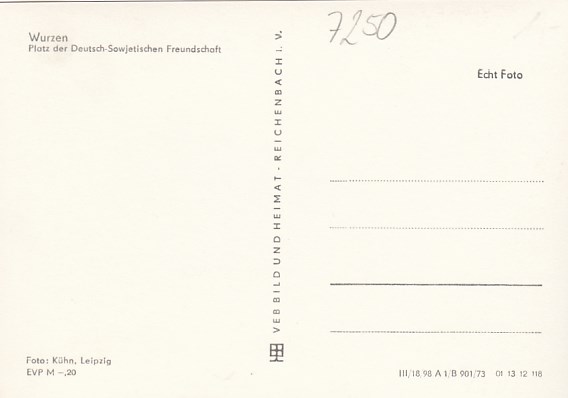 Wurzen
Platz der Deutsch-Sowjetischen Freundschaft
7250
Echt Foto
VEB BILD UND HEIMAT · REICHENBACH i. V.
Foto: Kühn, Leipzig
EVP M –,20
III/18,98 A 1/B 901/73 01 13 12 118